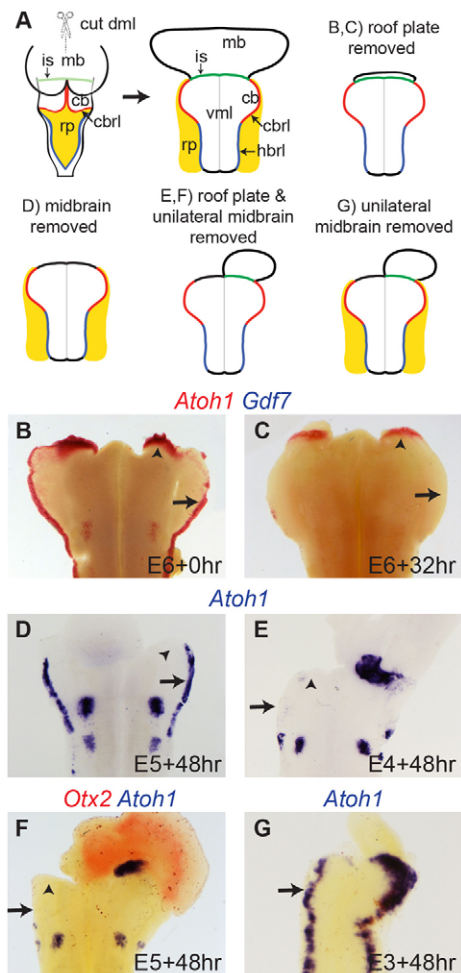 A
cut dml
is mb
cb
cbrl
rp
mb
is
cb
vml
cbrl
rp
hbrl
B,C) roof plate
removed
D) midbrain
removed
E,F) roof plate &
unilateral midbrain
removed
G) unilateral
midbrain removed
Atoh1 Gdf7
B
E6+0hr
C
E6+32hr
Atoh1
D
E5+48hr
E
E4+48hr
Otx2 Atoh1
Atoh1
F
E5+48hr
G
E3+48hr